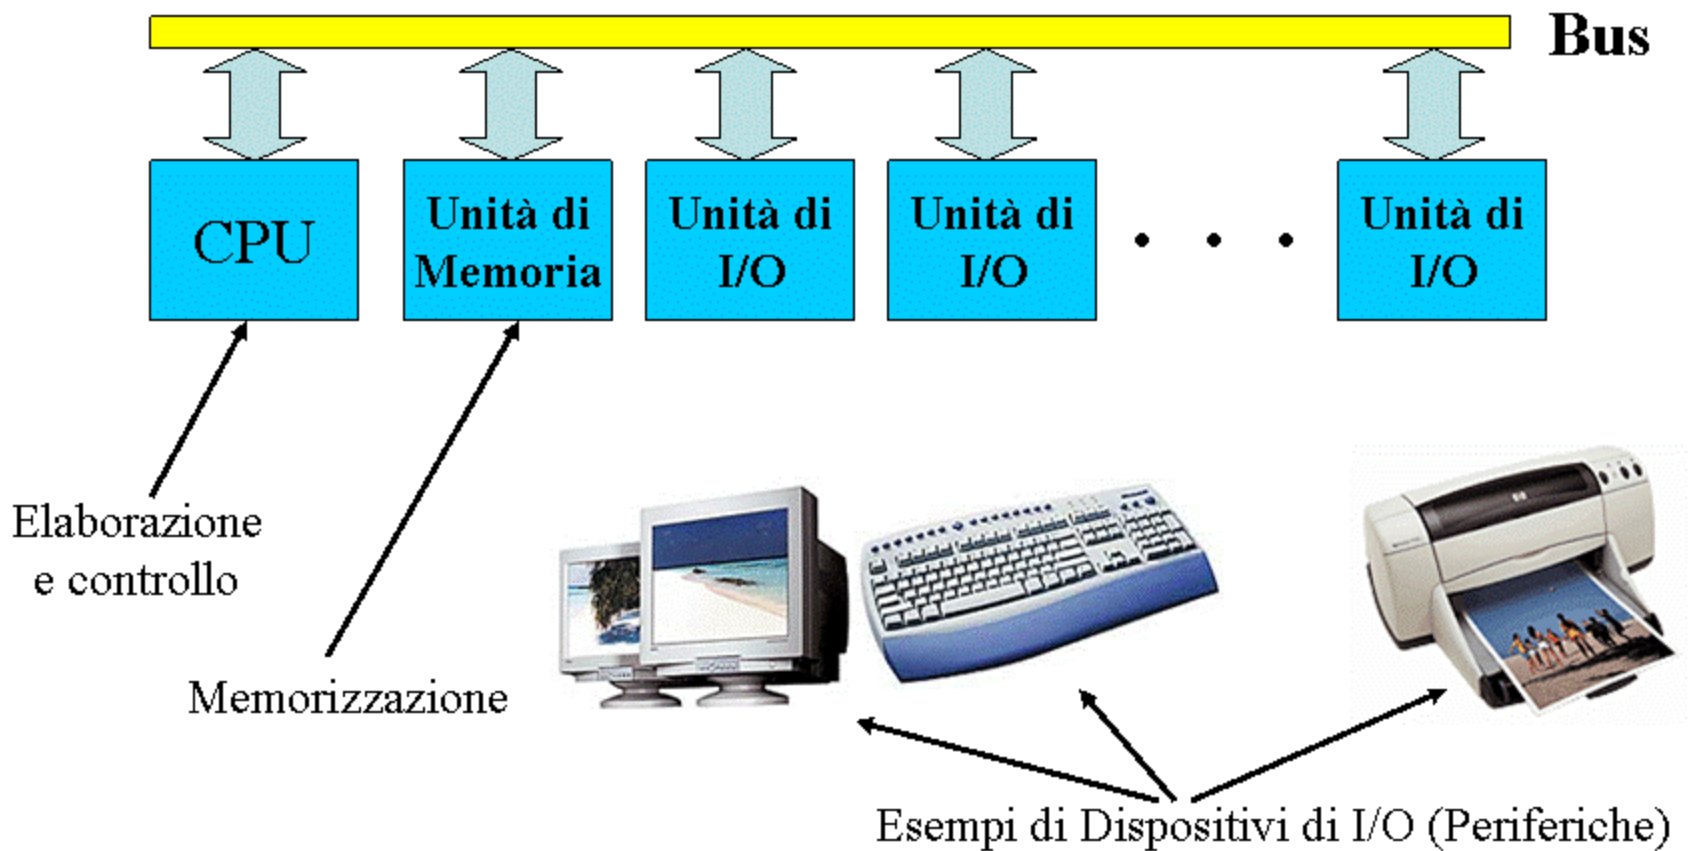 Bus
CPU
Unità di
Memoria
Unità di
I/O
Unità di
I/O
. . .
Unità di
I/O
Elaborazione
e controllo
Memorizzazione
Esempi di Dispositivi di I/O (Periferiche)